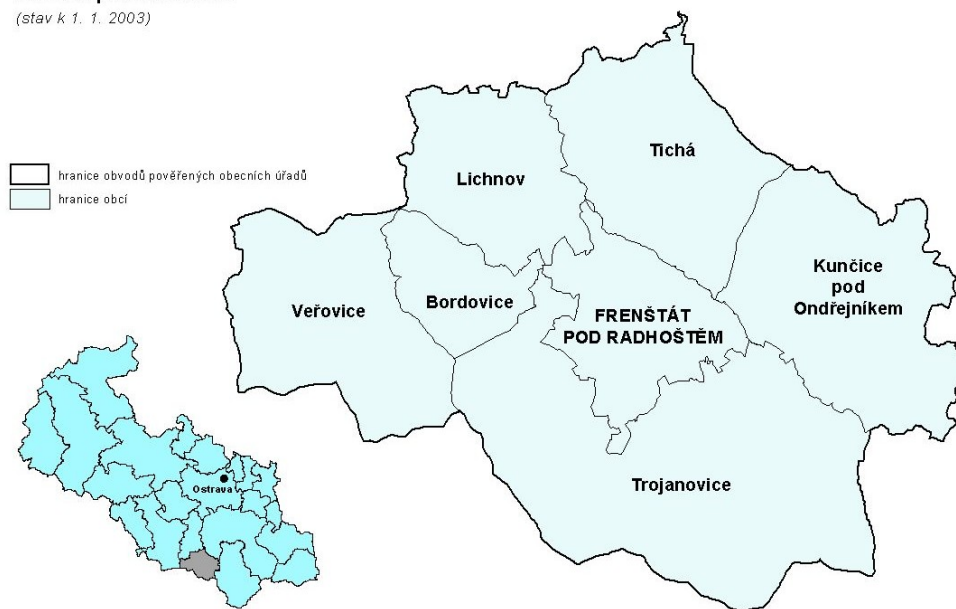 (stav k 1. 1. 2003)
hranice obvodů pověřených obecních úřadů
hranice obcí
Tichá
Lichnov
Kunčice
pod
Ondřejníkem
Veřovice
Bordovice
FRENŠTÁT
POD RADHOŠTĚM
Trojanovice
Ostrava